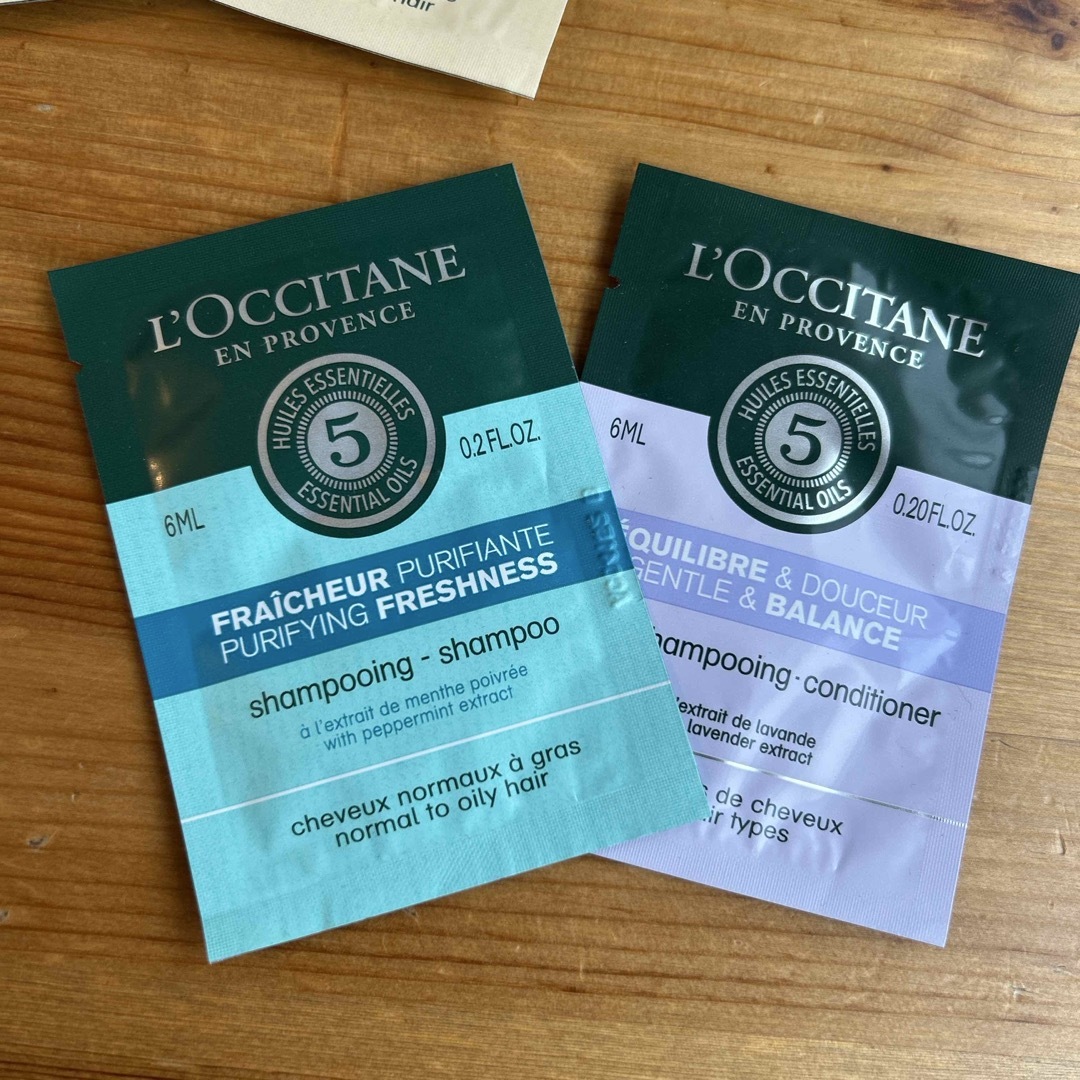 hair
L'OCCITANE
EN PROVENCE
HUILES ESSENTIELLES
5
ESSENTIAL OILS
6ML
0.2 FL.OZ.
FRAÎCHEUR PURIFIANTE
PURIFYING FRESHNESS
shampooing - shampoo
à l'extrait de menthe poivrée
with peppermint extract
cheveux normaux à gras
normal to oily hair
L'OCCITANE
EN PROVENCE
HUILES ESSENTIELLES
5
ESSENTIAL OILS
6ML
0.20FL.OZ.
ÉQUILIBRE & DOUCEUR
GENTLE & BALANCE
hampooing-conditioner
extrait de lavande
lavender extract
de cheveux
types